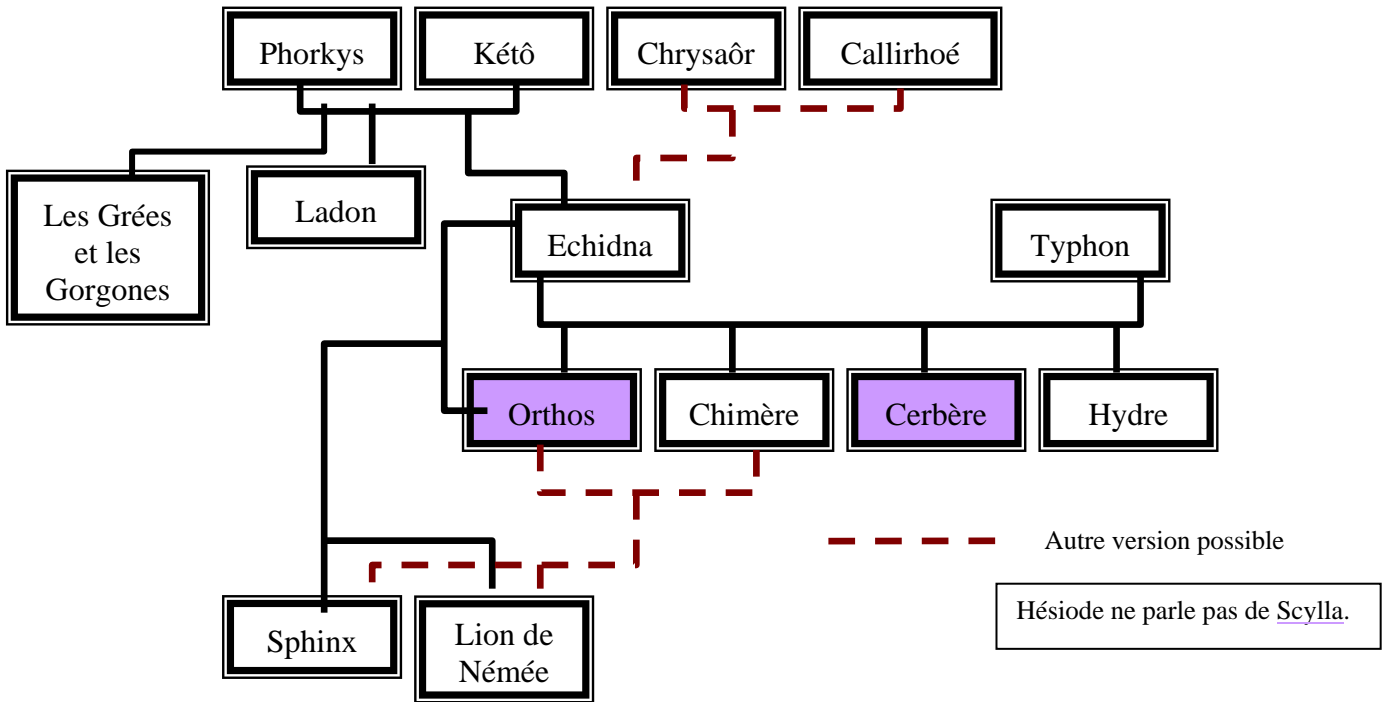 Phorkys
Kétô
Chrysaôr
Callirhoé
Les Grées
et les
Gorgones
Ladon
Echidna
Typhon
Orthos
Chimère
Cerbère
Hydre
Autre version possible
Hésiode ne parle pas de Scylla.
Sphinx
Lion de
Némée